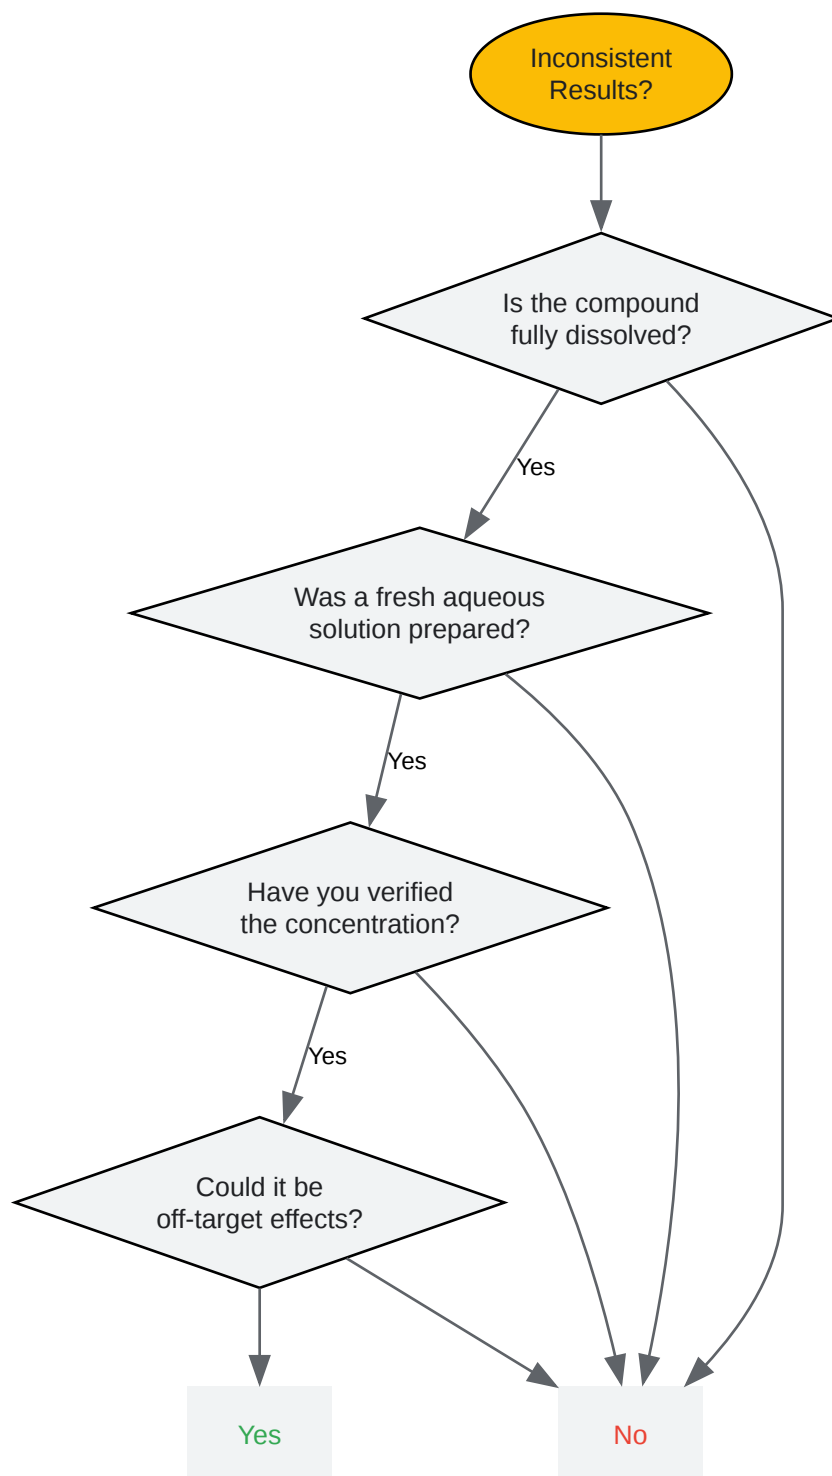 Inconsistent
Results?
Is the compound
fully dissolved?
Yes
Was a fresh aqueous
solution prepared?
Yes
Have you verified
the concentration?
Yes
Could it be
off-target effects?
Yes
No